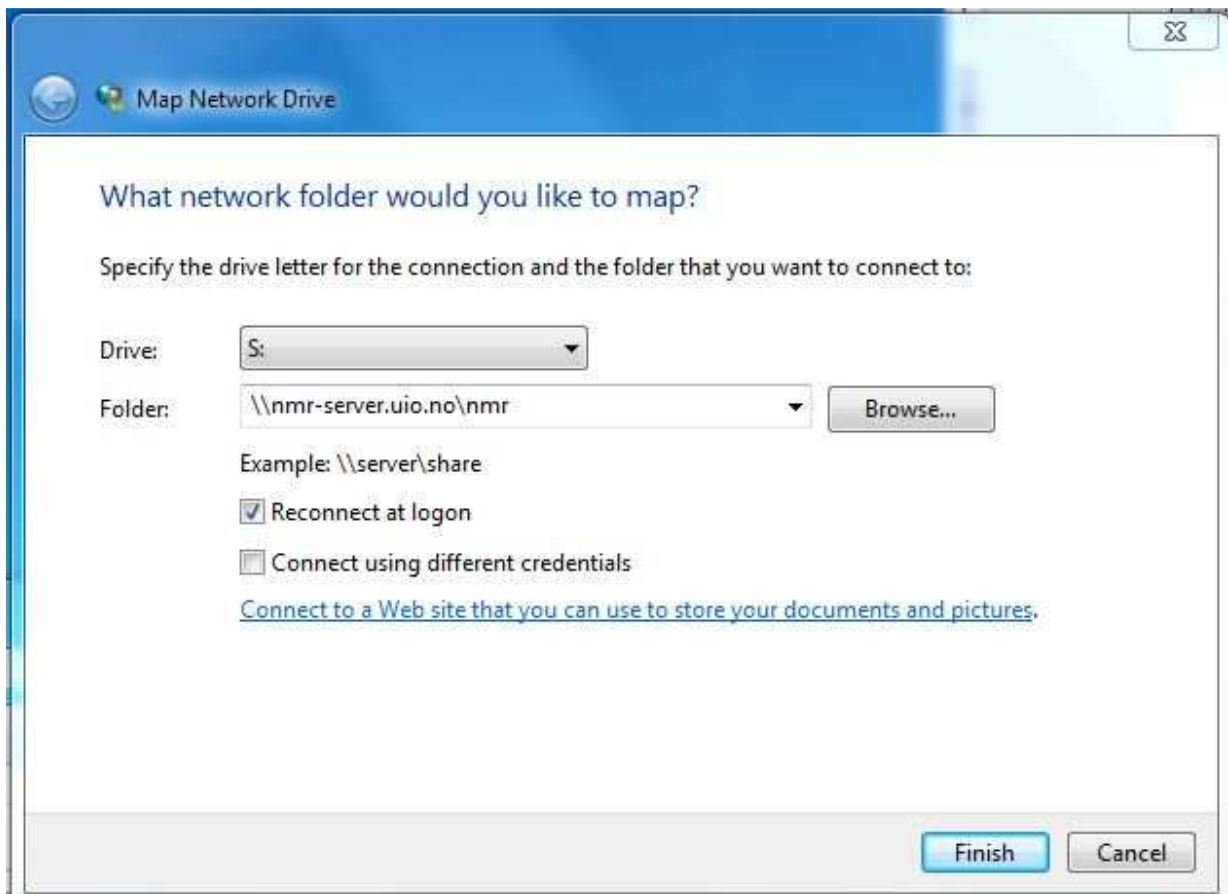 Map Network Drive
What network folder would you like to map?
Specify the drive letter for the connection and the folder that you want to connect to:
Drive: S:
Folder: \\nmr-server.uio.no\nmr Browse...
Example: \\server\share
Reconnect at logon
Connect using different credentials
Connect to a Web site that you can use to store your documents and pictures.
Finish Cancel